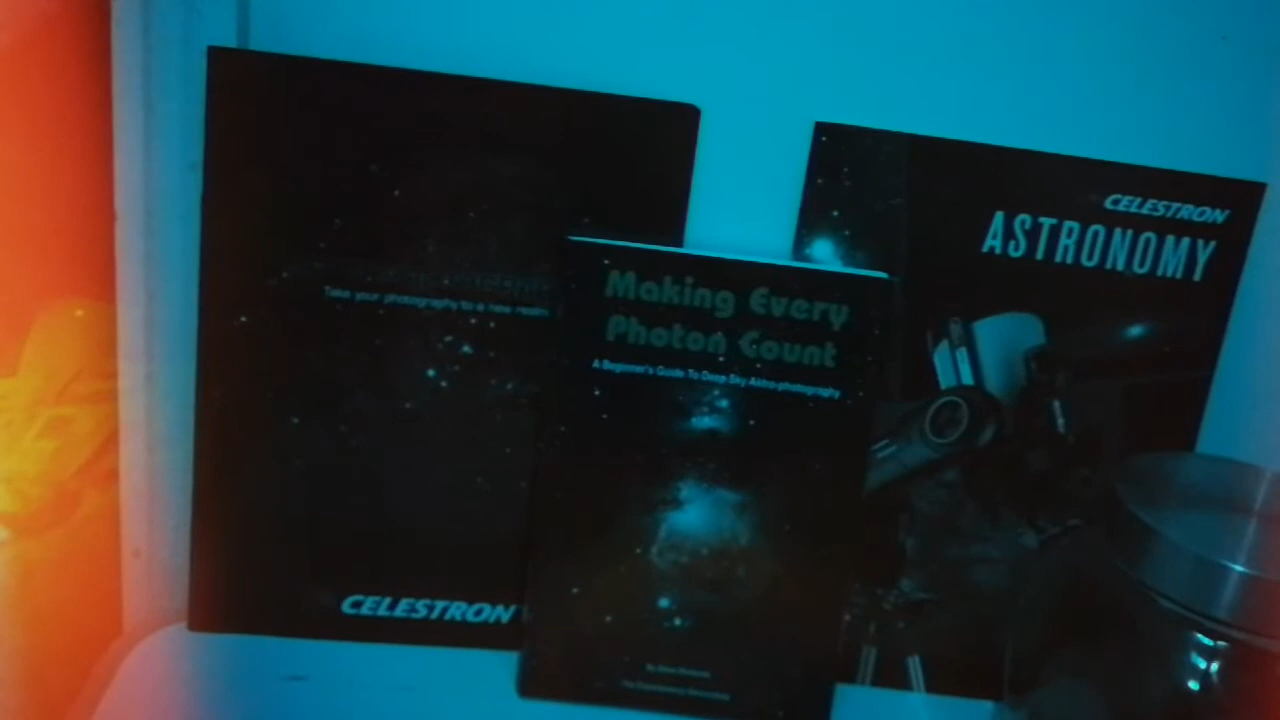 Take your photography to a new realm
CELESTRON
Making Every
Photon Count
A Beginner's Guide To Deep Sky Astro-photography
CELESTRON
ASTRONOMY